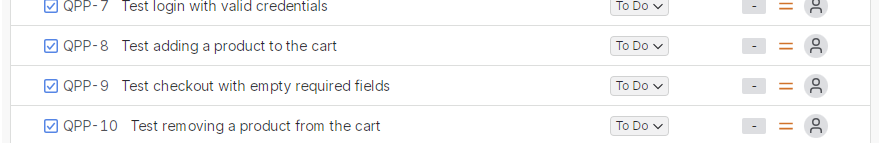 QPP-7 Test login with valid credentials To Do -
QPP-8 Test adding a product to the cart To Do -
QPP-9 Test checkout with empty required fields To Do -
QPP-10 Test removing a product from the cart To Do -